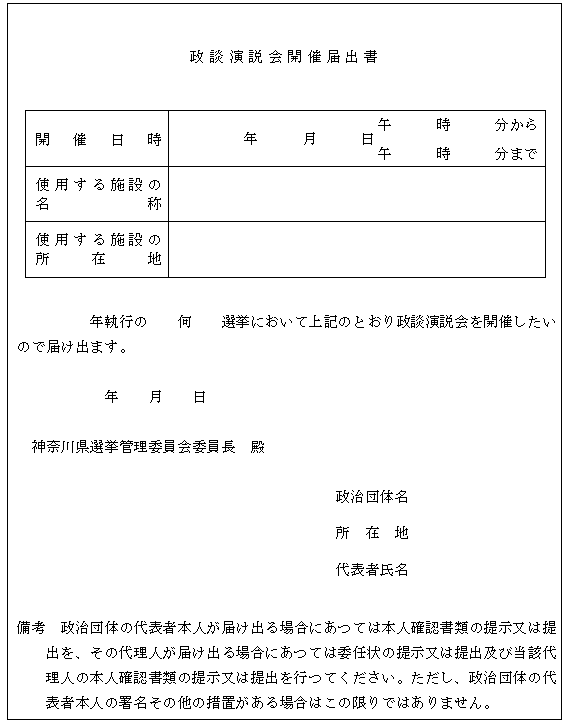 政談演説会開催届出書
開催日時
年　　月　　日
午　　時　　分から
午　　時　　分まで
使用する施設の
名称
使用する施設の
所在地
年執行の　　何　　選挙において上記のとおり政談演説会を開催したい
ので届け出ます。
年　　月　　日
神奈川県選挙管理委員会委員長　殿
政治団体名
所　在　地
代表者氏名
備考　政治団体の代表者本人が届け出る場合にあつては本人確認書類の提示又は提
出を、その代理人が届け出る場合にあつては委任状の提示又は提出及び当該代
理人の本人確認書類の提示又は提出を行つてください。ただし、政治団体の代
表者本人の署名その他の措置がある場合はこの限りではありません。